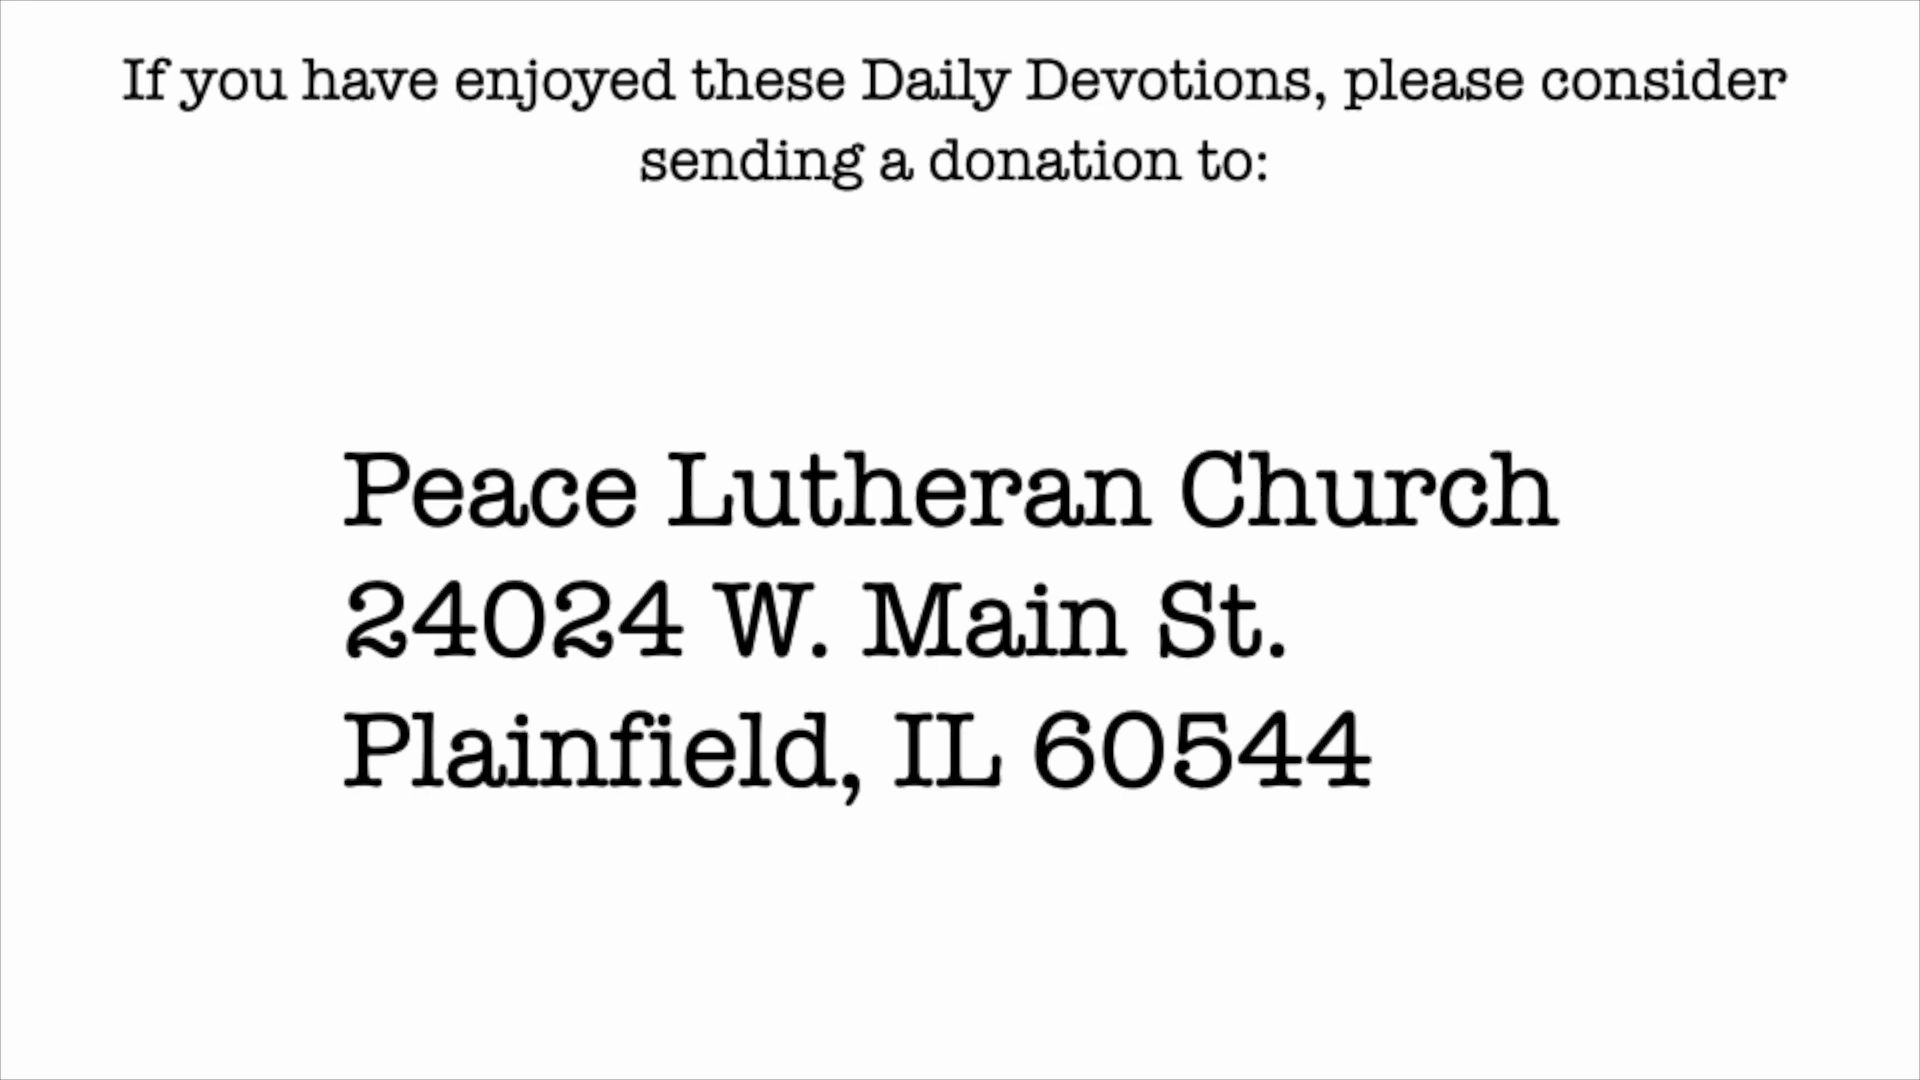 If you have enjoyed these Daily Devotions, please consider
sending a donation to:
Peace Lutheran Church
24024 W. Main St.
Plainfield, IL 60544